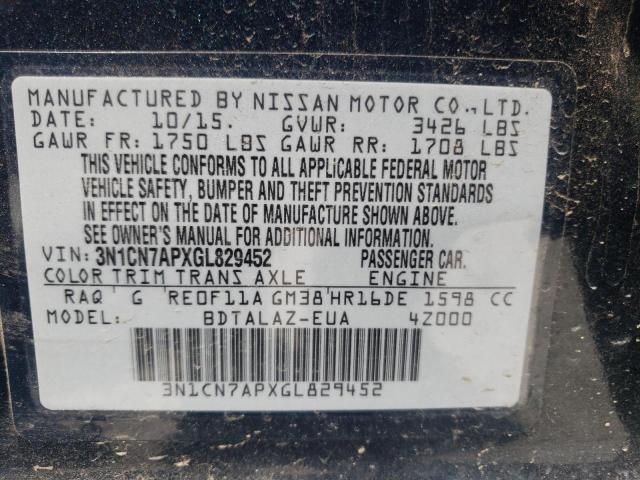 MANUFACTURED BY NISSAN MOTOR CO.,LTD.
DATE: 10/15. GVWR: 3426 LBS
GAWR FR: 1750 LBS GAWR RR: 1708 LBS
THIS VEHICLE CONFORMS TO ALL APPLICABLE FEDERAL MOTOR
VEHICLE SAFETY, BUMPER AND THEFT PREVENTION STANDARDS
IN EFFECT ON THE DATE OF MANUFACTURE SHOWN ABOVE.
SEE OWNER'S MANUAL FOR ADDITIONAL INFORMATION.
VIN: 3N1CN7APXGL829452 PASSENGER CAR.
COLOR TRIM TRANS AXLE ENGINE
RAQ G RE0F11A GM38 HR16DE 1598 CC
MODEL: BDTALAZ-EUA 4Z000
3N1CN7APXGL829452